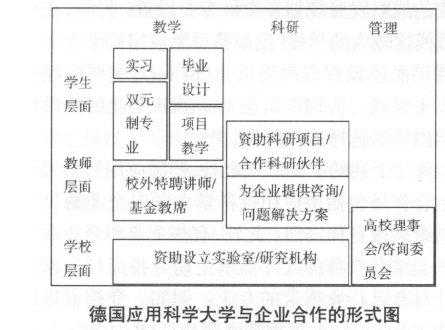 教学 科研 管理
学生
层面
实习 毕业
设计
双元
制专
业
项目
教学
教师
层面
资助科研项目/
合作科研伙伴
校外特聘讲师/
基金教席
为企业提供咨询/
问题解决方案
学校
层面
资助设立实验室/研究机构
高校理事
会/咨询委
员会
德国应用科学大学与企业合作的形式图